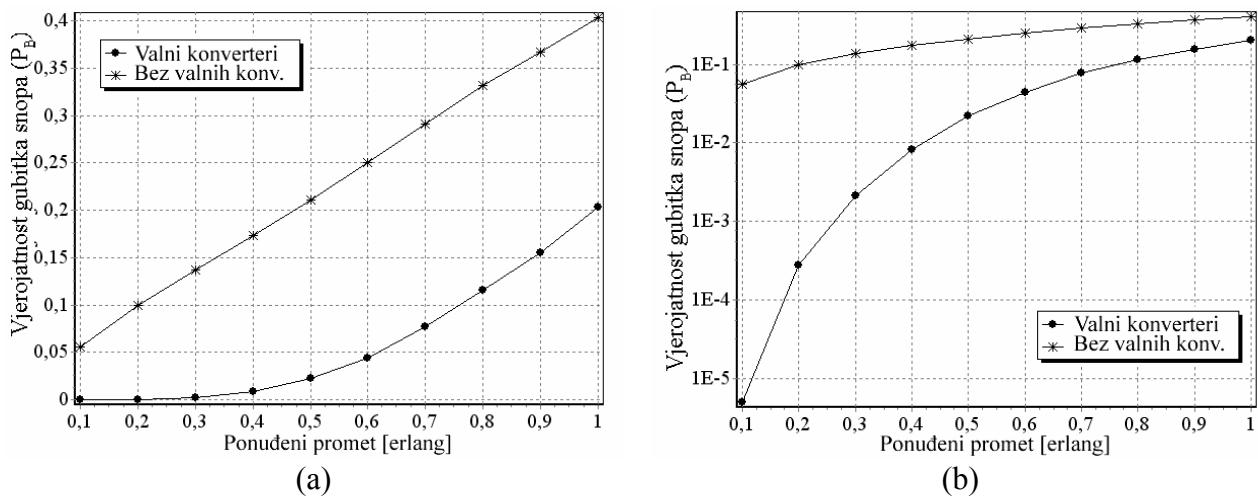 0,4
0,35
0,3
0,25
0,2
0,15
0,1
0,05
0
Vjerojatnost gubitka snopa (P_B)
Valni konverteri
Bez valnih konv.
0,1 0,2 0,3 0,4 0,5 0,6 0,7 0,8 0,9 1
Ponuđeni promet [erlang]
(a)
1E-1
1E-2
1E-3
1E-4
1E-5
Vjerojatnost gubitka snopa (P_B)
Valni konverteri
Bez valnih konv.
0,1 0,2 0,3 0,4 0,5 0,6 0,7 0,8 0,9 1
Ponuđeni promet [erlang]
(b)